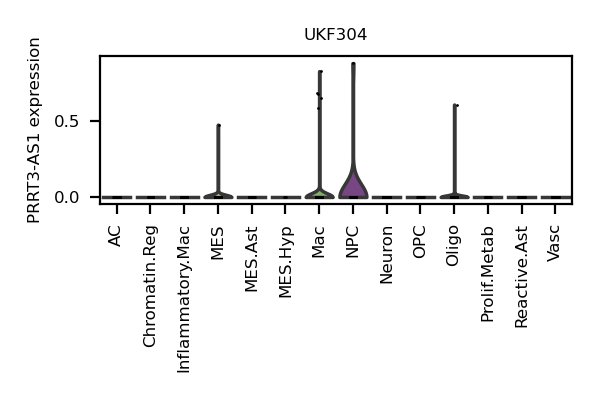 UKF304
PRRT3-AS1 expression
0.5
0.0
AC
Chromatin.Reg
Inflammatory.Mac
MES
MES.Ast
MES.Hyp
Mac
NPC
Neuron
OPC
Oligo
Prolif.Metab
Reactive.Ast
Vasc